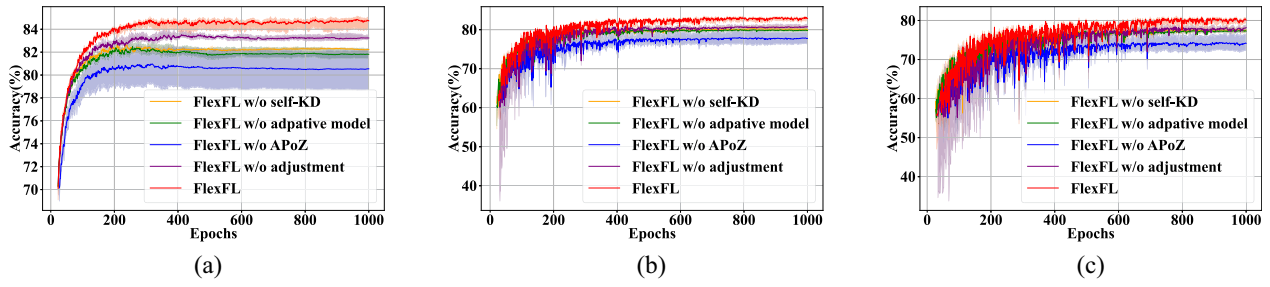 84
82
80
78
76
74
72
70
Accuracy(%)
FlexFL w/o self-KD
FlexFL w/o adpative model
FlexFL w/o APoZ
FlexFL w/o adjustment
FlexFL
0 200 400 600 800 1000
Epochs
(a)
80
70
60
50
40
Accuracy(%)
FlexFL w/o self-KD
FlexFL w/o adpative model
FlexFL w/o APoZ
FlexFL w/o adjustment
FlexFL
0 200 400 600 800 1000
Epochs
(b)
80
70
60
50
40
Accuracy(%)
FlexFL w/o self-KD
FlexFL w/o adpative model
FlexFL w/o APoZ
FlexFL w/o adjustment
FlexFL
0 200 400 600 800 1000
Epochs
(c)